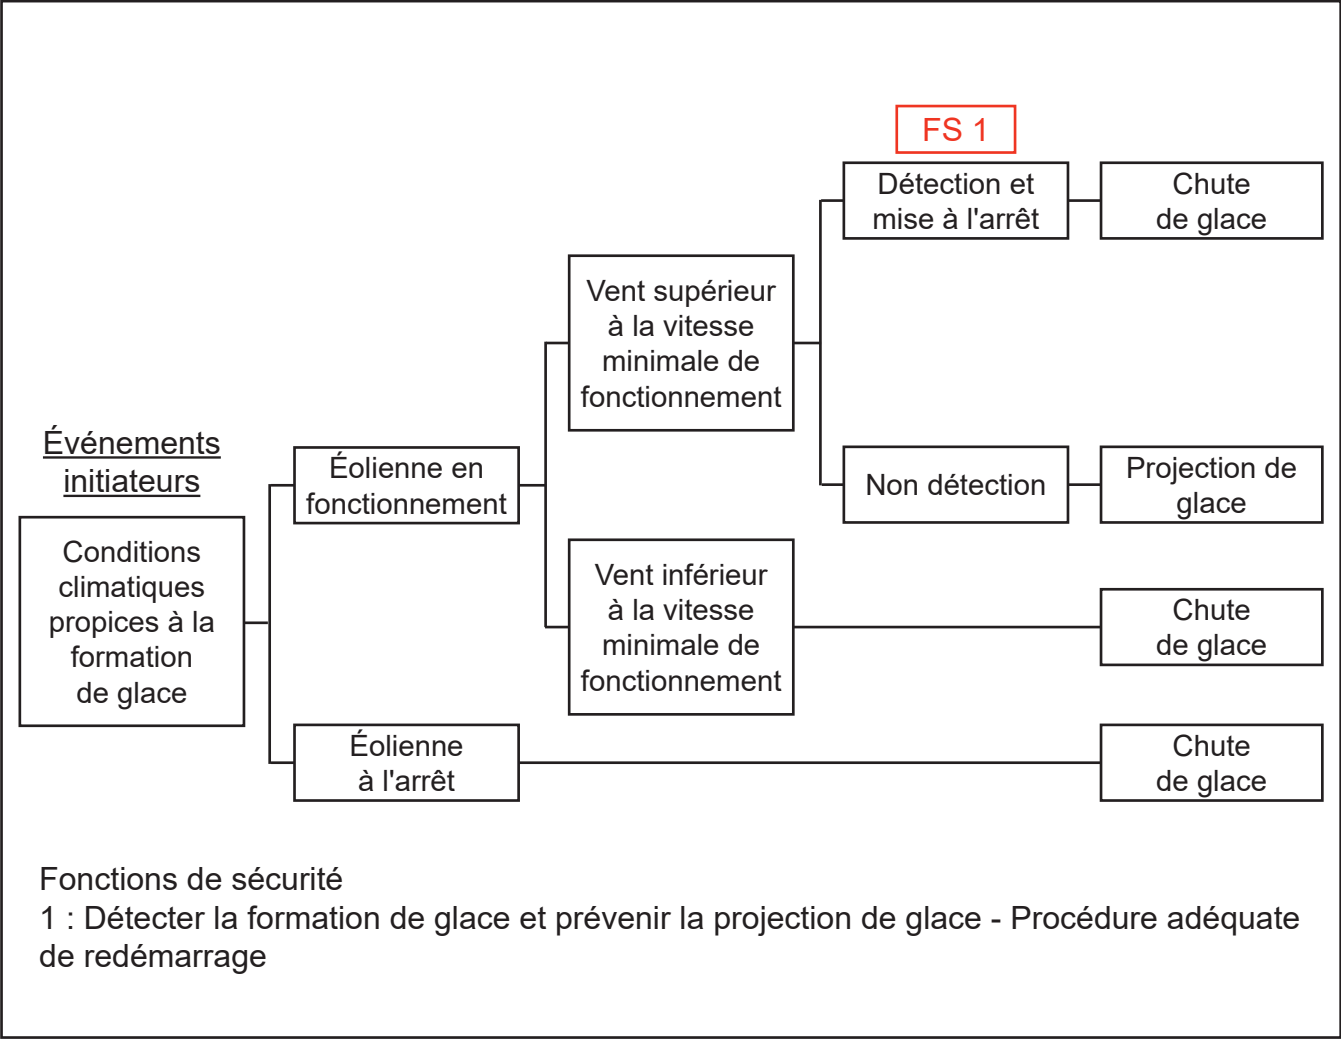 FS 1
Détection et
mise à l'arrêt
Chute
de glace
Vent supérieur
à la vitesse
minimale de
fonctionnement
Événements
initiateurs
Éolienne en
fonctionnement
Non détection
Projection de
glace
Conditions
climatiques
propices à la
formation
de glace
Vent inférieur
à la vitesse
minimale de
fonctionnement
Chute
de glace
Éolienne
à l'arrêt
Chute
de glace
Fonctions de sécurité
1 : Détecter la formation de glace et prévenir la projection de glace - Procédure adéquate
de redémarrage